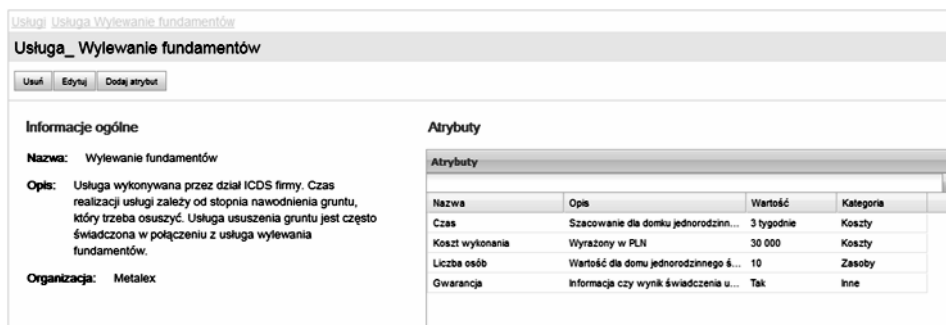 Usługi Usługa Wylewanie fundamentów
Usługa_ Wylewanie fundamentów
Usuń Edytuj Dodaj atrybut
Informacje ogólne
Nazwa: Wylewanie fundamentów
Opis: Usługa wykonywana przez dział ICDS firmy. Czas
realizacji usługi zależy od stopnia nawodnienia gruntu,
który trzeba osuszyć. Usługa ususzenia gruntu jest często
świadczona w połączeniu z usługa wylewania
fundamentów.
Organizacja: Metalex
Atrybuty
Atrybuty
Nazwa Opis Wartość Kategoria
Czas Szacowanie dla domku jednorodzinn... 3 tygodnie Koszty
Koszt wykonania Wyrażony w PLN 30 000 Koszty
Liczba osób Wartość dla domu jednorodzinnego ś... 10 Zasoby
Gwarancja Informacja czy wynik świadczenia u... Tak Inne